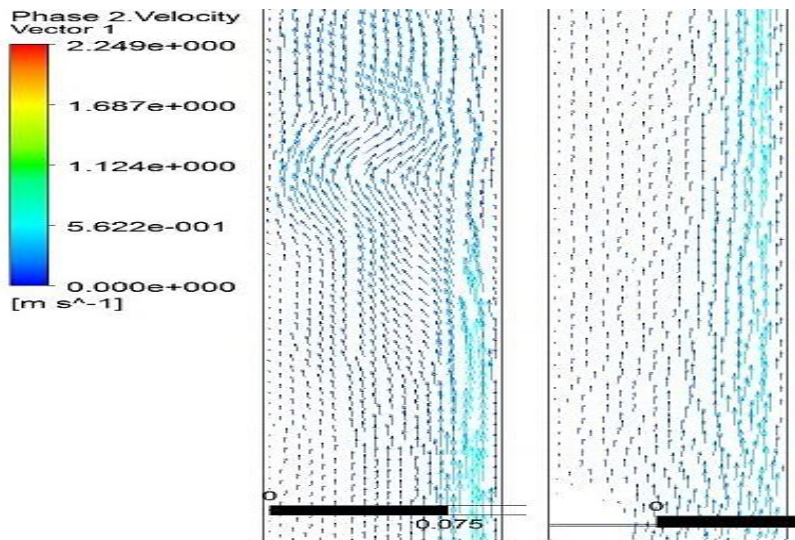 Phase 2.Velocity
Vector 1
2.249e+000
1.687e+000
1.124e+000
5.622e-001
0.000e+000
[m s^-1]
0
0.075
0